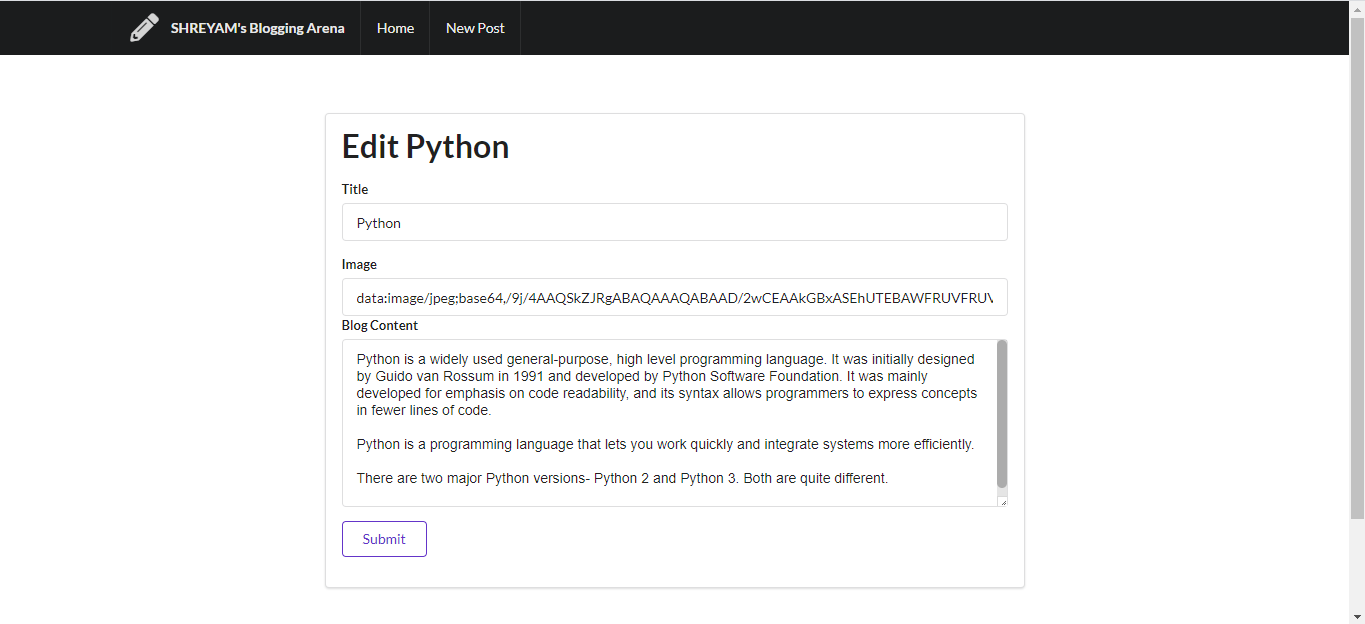 SHREYAM's Blogging Arena Home New Post
Edit Python
Title
Python
Image
data:image/jpeg;base64,/9j/4AAQSkZJRgABAQAAAQABAAD/2wCEAAkGBxASEhUTEBAWFRUVFRUV
Blog Content
Python is a widely used general-purpose, high level programming language. It was initially designed
by Guido van Rossum in 1991 and developed by Python Software Foundation. It was mainly
developed for emphasis on code readability, and its syntax allows programmers to express concepts
in fewer lines of code.
Python is a programming language that lets you work quickly and integrate systems more efficiently.
There are two major Python versions- Python 2 and Python 3. Both are quite different.
Submit